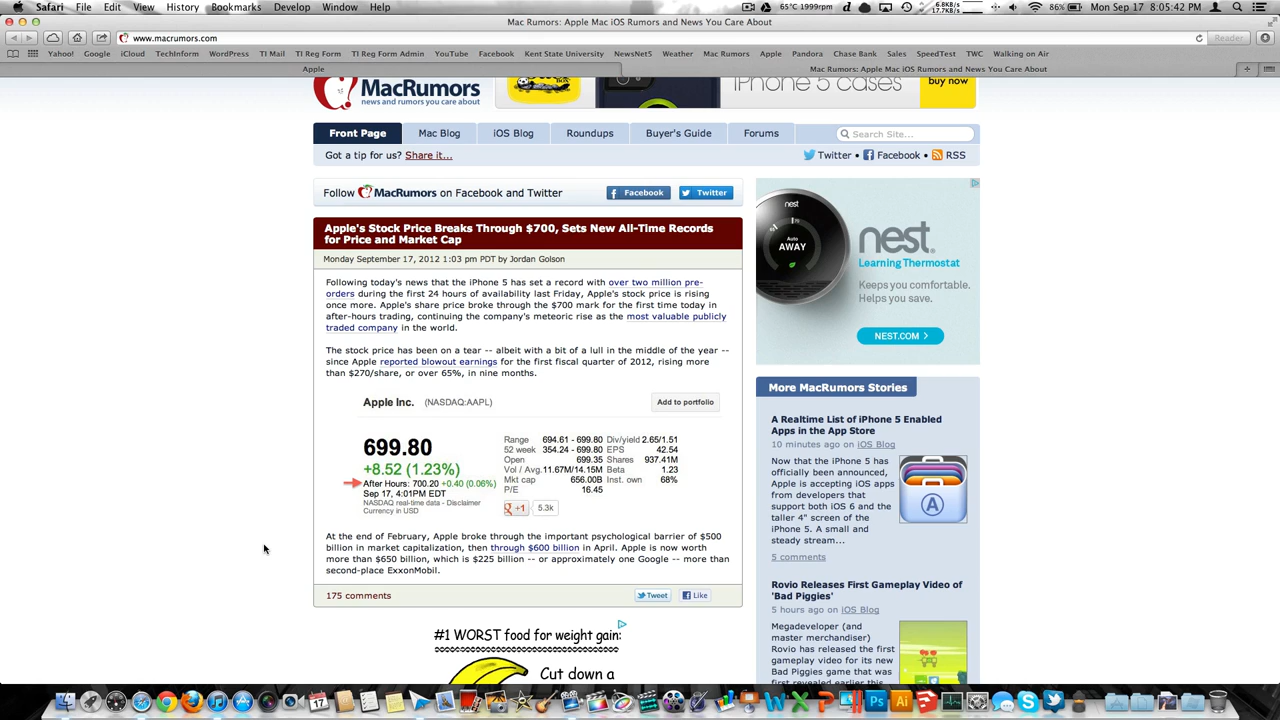 Safari File Edit View History Bookmarks Develop Window Help
65°C 1999rpm 6.8KB/s 17.7KB/s 86% Mon Sep 17 8:05:42
Mac Rumors: Apple Mac iOS Rumors and News You Care About
www.macrumors.com Reader
Yahoo! Google iCloud TechInform WordPress TI Mail TI Reg Form TI Reg Form Admin YouTube Facebook Kent State University NewsNet5 Weather Mac Rumors Apple Pandora Chase Bank Sales SpeedTest TWC Walking on Air
Apple Mac Rumors: Apple Mac iOS Rumors and News You Care About
MacRumors
news and rumors you care about
iPhone 5 cases buy now
Front Page Mac Blog iOS Blog Roundups Buyer's Guide Forums Search Site...
Got a tip for us? Share it... Twitter • Facebook • RSS
Follow MacRumors on Facebook and Twitter Facebook Twitter
Apple's Stock Price Breaks Through $700, Sets New All-Time Records
for Price and Market Cap
Monday September 17, 2012 1:03 pm PDT by Jordan Golson
Following today's news that the iPhone 5 has set a record with over two million pre-
orders during the first 24 hours of availability last Friday, Apple's stock price is rising
once more. Apple's share price broke through the $700 mark for the first time today in
after-hours trading, continuing the company's meteoric rise as the most valuable publicly
traded company in the world.
The stock price has been on a tear -- albeit with a bit of a lull in the middle of the year --
since Apple reported blowout earnings for the first fiscal quarter of 2012, rising more
than $270/share, or over 65%, in nine months.
Apple Inc. (NASDAQ:AAPL) Add to portfolio
699.80
+8.52 (1.23%)
After Hours: 700.20 +0.40 (0.06%)
Sep 17, 4:01PM EDT
NASDAQ real-time data - Disclaimer
Currency in USD
Range 694.61 - 699.80 Div/yield 2.65/1.51
52 week 354.24 - 699.80 EPS 42.54
Open 699.35 Shares 937.41M
Vol / Avg. 11.67M/14.15M Beta 1.23
Mkt cap 656.00B Inst. own 68%
P/E 16.45
+1 5.3k
At the end of February, Apple broke through the important psychological barrier of $500
billion in market capitalization, then through $600 billion in April. Apple is now worth
more than $650 billion, which is $225 billion -- or approximately one Google -- more than
second-place ExxonMobil.
175 comments Tweet Like
#1 WORST food for weight gain:
Cut down a
nest
Auto
AWAY
nest
Learning Thermostat
Keeps you comfortable.
Helps you save.
NEST.COM >
More MacRumors Stories
A Realtime List of iPhone 5 Enabled
Apps in the App Store
10 minutes ago on iOS Blog
Now that the iPhone 5 has
officially been announced,
Apple is accepting iOS apps
from developers that
support both iOS 6 and the
taller 4" screen of the
iPhone 5. A small and
steady stream...
5 comments
Rovio Releases First Gameplay Video of
'Bad Piggies'
5 hours ago on iOS Blog
Megadeveloper (and
master merchandiser)
Rovio has released the first
gameplay video for its new
Bad Piggies game that was
17